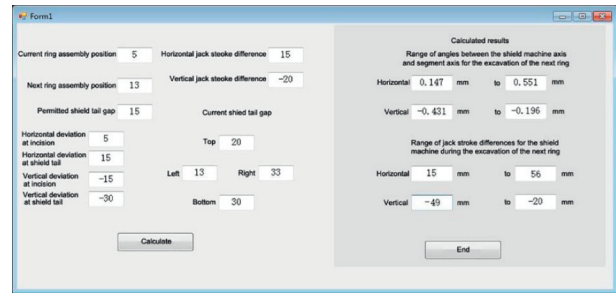 Form1
Current ring assembly position 5
Horizontal jack steoke difference 15
Next ring assembly position 13
Vertical jack steoke difference -20
Permitted shield tail gap 15
Current shied tail gap
Horizontal deviation
at incision 5
Horizontal deviation
at shield tail 15
Vertical deviation
at incision -15
Vertical deviation
at shield tail -30
Top 20
Left 13 Right 33
Bottom 30
Calculate
Calculated results
Range of angles between the shield machine axis
and segment axis for the excavation of the next ring
Horizontal 0.147 mm to 0.551 mm
Vertical -0.431 mm to -0.196 mm
Range of jack stroke differences for the shield
machine during the excavation of the next ring
Horizontal 15 mm to 56 mm
Vertical -49 mm to -20 mm
End